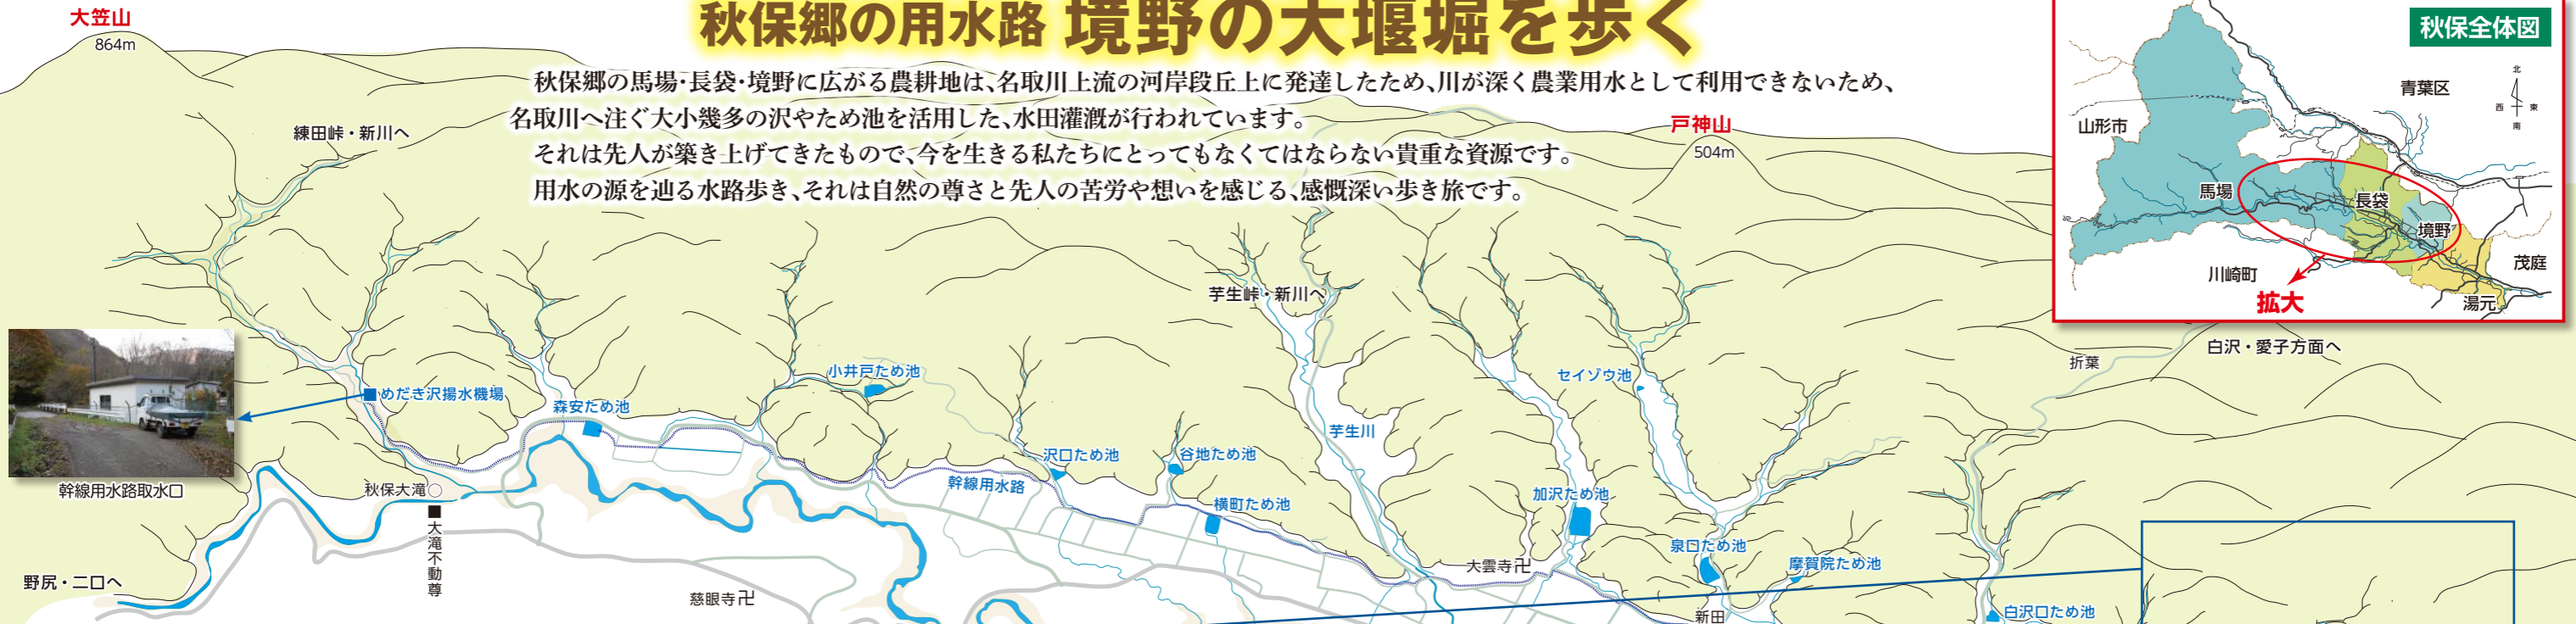 秋保郷の用水路 境野の大堰堀を歩く
秋保郷の馬場・長袋・境野に広がる農耕地は、名取川上流の河岸段丘上に発達したため、川が深く農業用水として利用できないため、
名取川へ注ぐ大小幾多の沢やため池を活用した、水田灌漑が行われています。
それは先人が築き上げてきたもので、今を生きる私たちにとってもなくてはならない貴重な資源です。
用水の源を辿る水路歩き、それは自然の尊さと先人の苦労や想いを感じる、感慨深い歩き旅です。
大笠山
864m
練田峠・新川へ
戸神山
504m
秋保全体図
北
西
東
南
青葉区
山形市
馬場
長袋
境野
川崎町
茂庭
湯元
拡大
芋生峠・新川へ
白沢・愛子方面へ
折葉
小井戸ため池
セイゾウ池
めだき沢揚水機場
森安ため池
芋生川
沢口ため池
谷地ため池
幹線用水路
幹線用水路取水口
秋保大滝
横町ため池
加沢ため池
大滝不動尊
泉口ため池
大雲寺卍
摩賀院ため池
野尻・二口へ
慈眼寺卍
新田
白沢口ため池